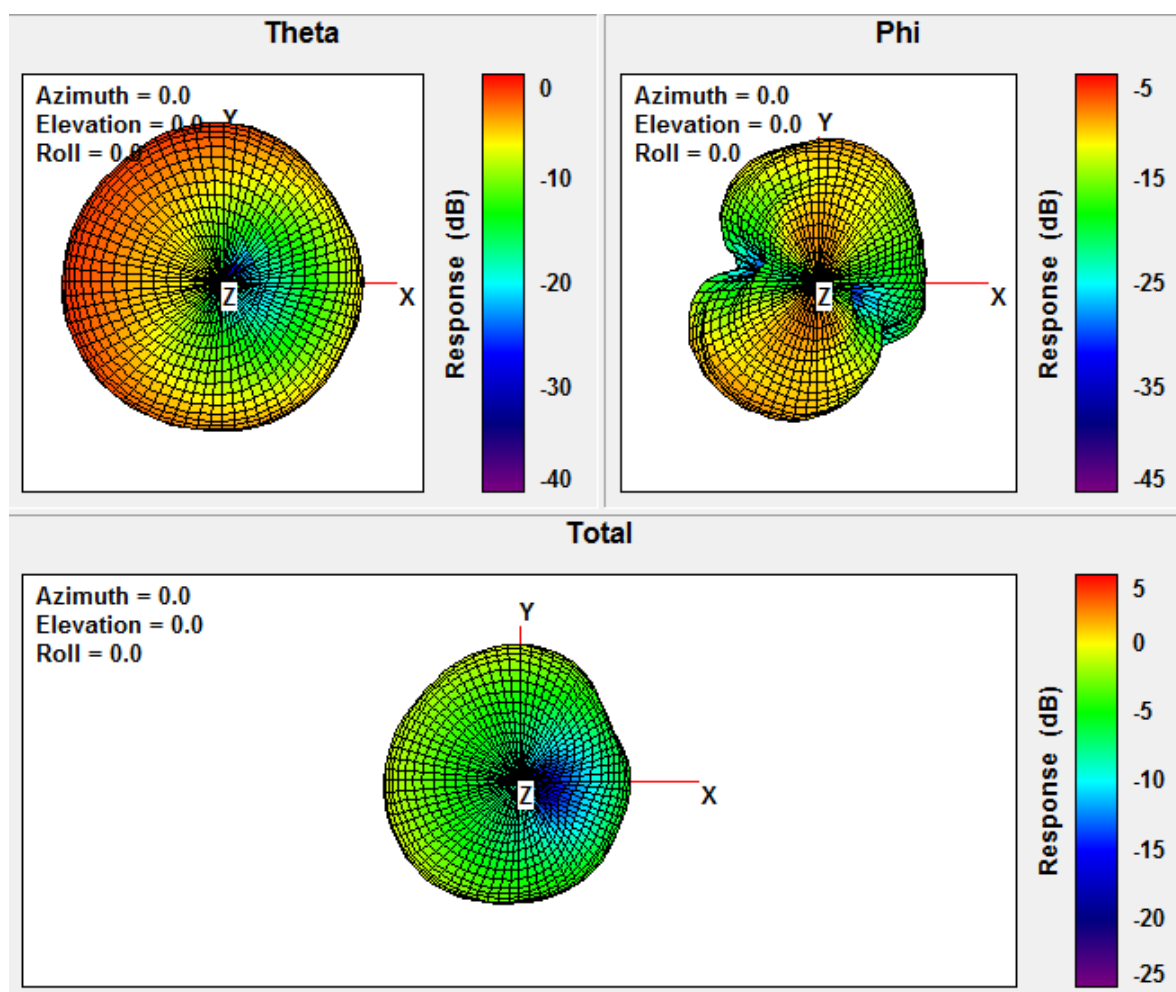 Theta
Azimuth = 0.0
Elevation = 0.0
Roll = 0.0
Y
Z
X
Response (dB)
0
-10
-20
-30
-40
Phi
Azimuth = 0.0
Elevation = 0.0
Roll = 0.0
Y
Z
X
Response (dB)
-5
-15
-25
-35
-45
Total
Azimuth = 0.0
Elevation = 0.0
Roll = 0.0
Y
Z
X
Response (dB)
5
0
-5
-10
-15
-20
-25